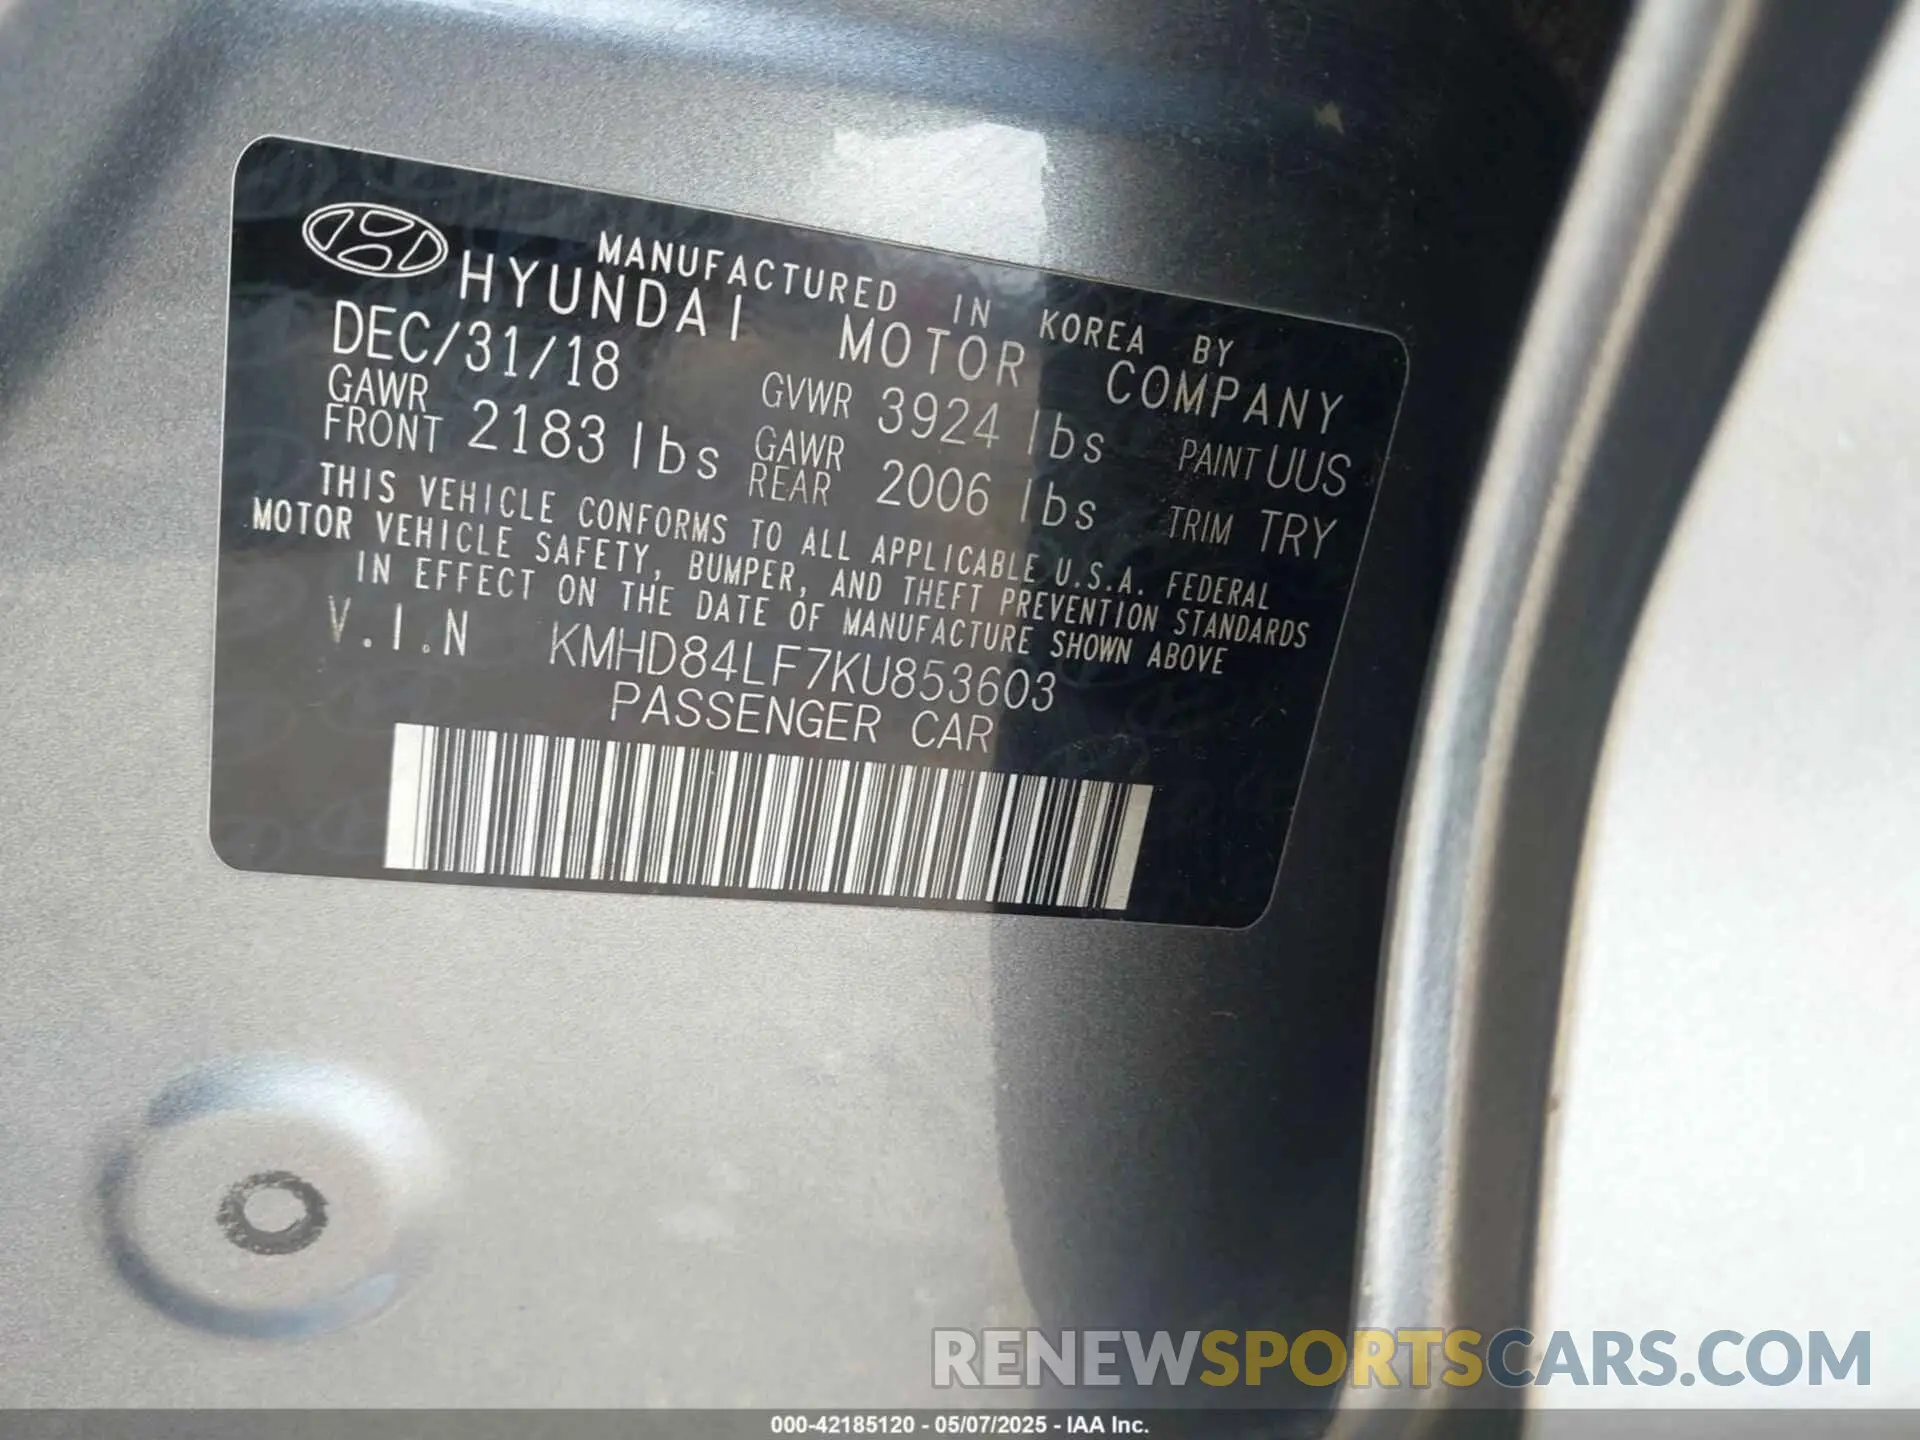 MANUFACTURED IN KOREA BY
HYUNDAI MOTOR COMPANY
DEC/31/18 GVWR 3924 lbs PAINT UUS
GAWR FRONT 2183 lbs GAWR REAR 2006 lbs TRIM TRY
THIS VEHICLE CONFORMS TO ALL APPLICABLE U.S.A. FEDERAL
MOTOR VEHICLE SAFETY, BUMPER, AND THEFT PREVENTION STANDARDS
IN EFFECT ON THE DATE OF MANUFACTURE SHOWN ABOVE
V.I.N KMHD84LF7KU853603
PASSENGER CAR
RENEWSPORTSCARS.COM
000-42185120 - 05/07/2025 - IAA Inc.